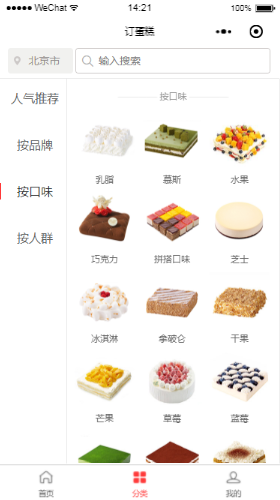 WeChat 14:21 100%
订蛋糕
北京市 输入搜索
人气推荐
按品牌
按口味
按人群
按口味
乳脂 慕斯 水果
巧克力 拼搭口味 芝士
冰淇淋 拿破仑 干果
芒果 草莓 蓝莓
首页 分类 我的